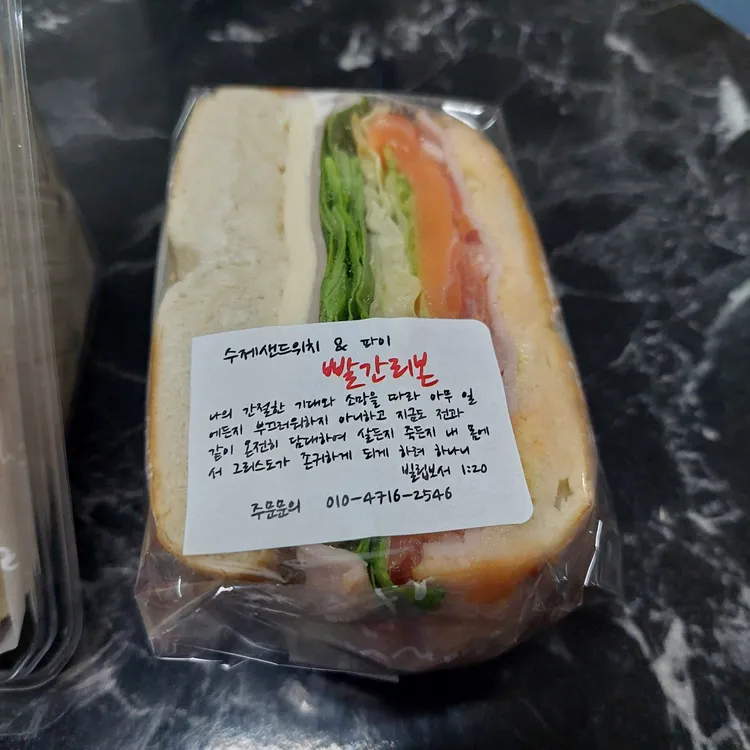 수제샌드위치 & 파이
빨간리본
나의 간절한 기대와 소망을 따라 아무 일
에든지 부끄러워하지 아니하고 지금도 전과
같이 온전히 담대하여 살든지 죽든지 내 몸에
서 그리스도가 존귀하게 되게 하려 하나니
빌립보서 1:20
주문문의 010-4716-2546